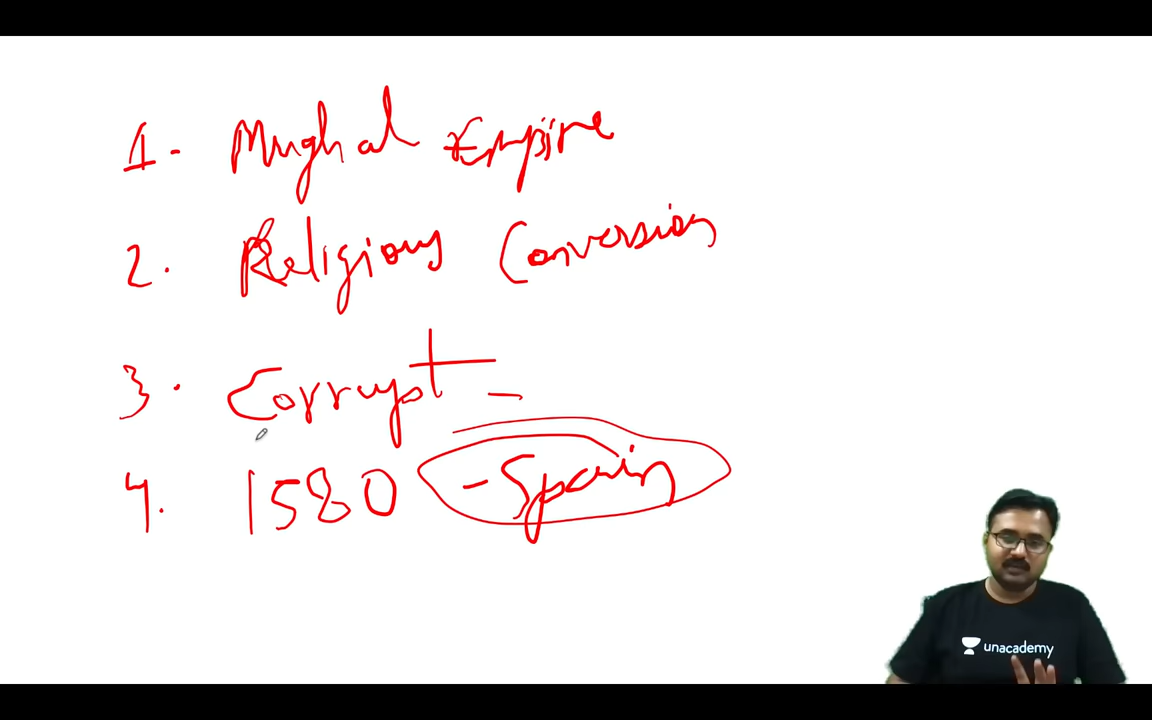 1. Mughal Empire
2. Religious Conversion
3. Corrupt -
4. 1580 - Spain
unacademy